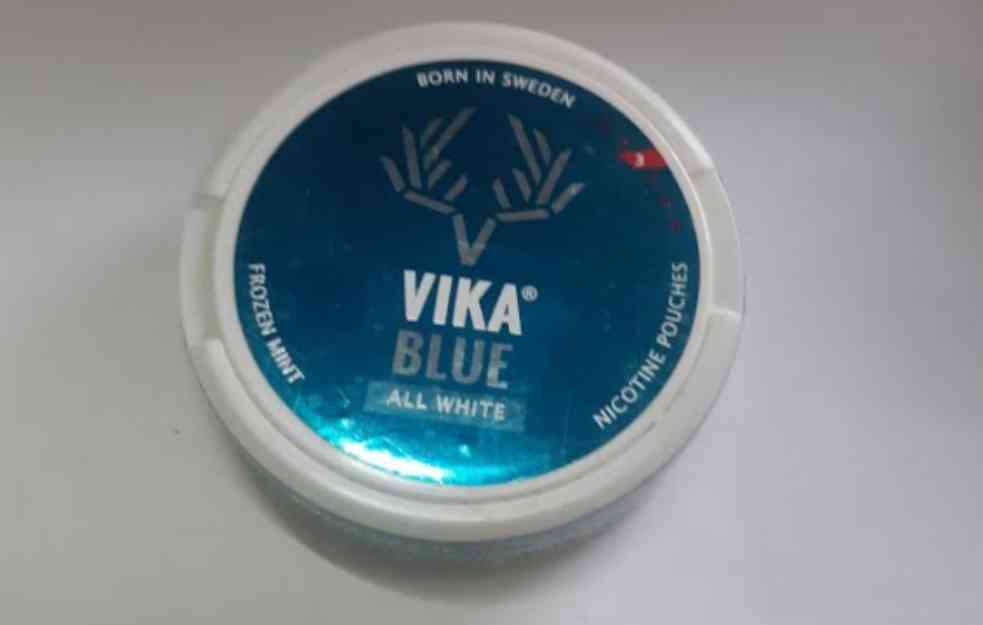 BORN IN SWEDEN
VIKA®
BLUE
ALL WHITE
FROZEN MINT
NICOTINE POUCHES